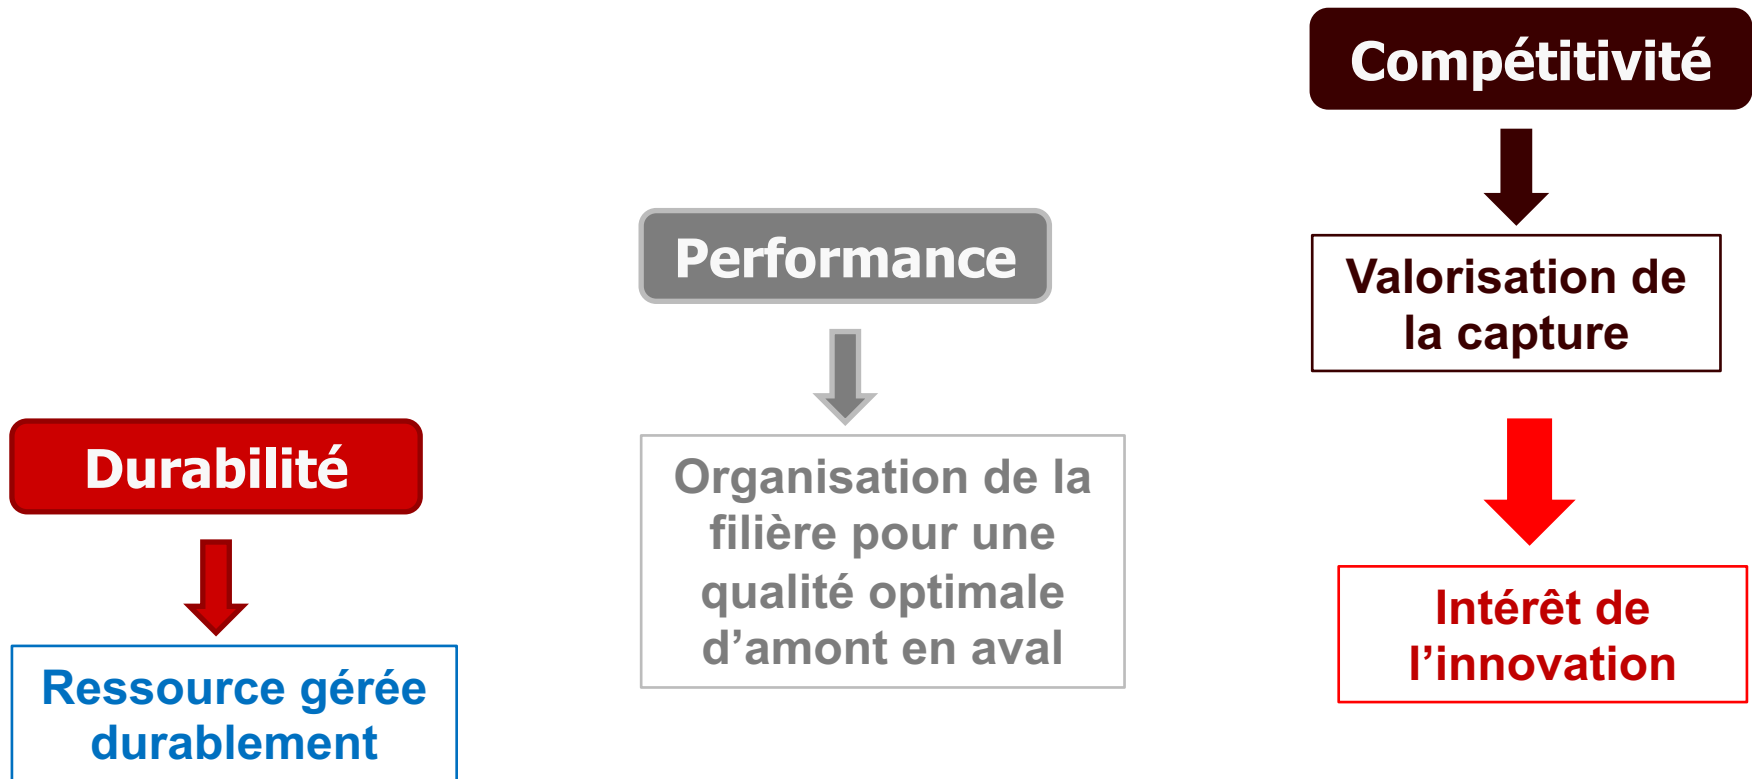 Compétitivité
Valorisation de
la capture
Intérêt de
l’innovation
Performance
Organisation de la
filière pour une
qualité optimale
d’amont en aval
Durabilité
Ressource gérée
durablement